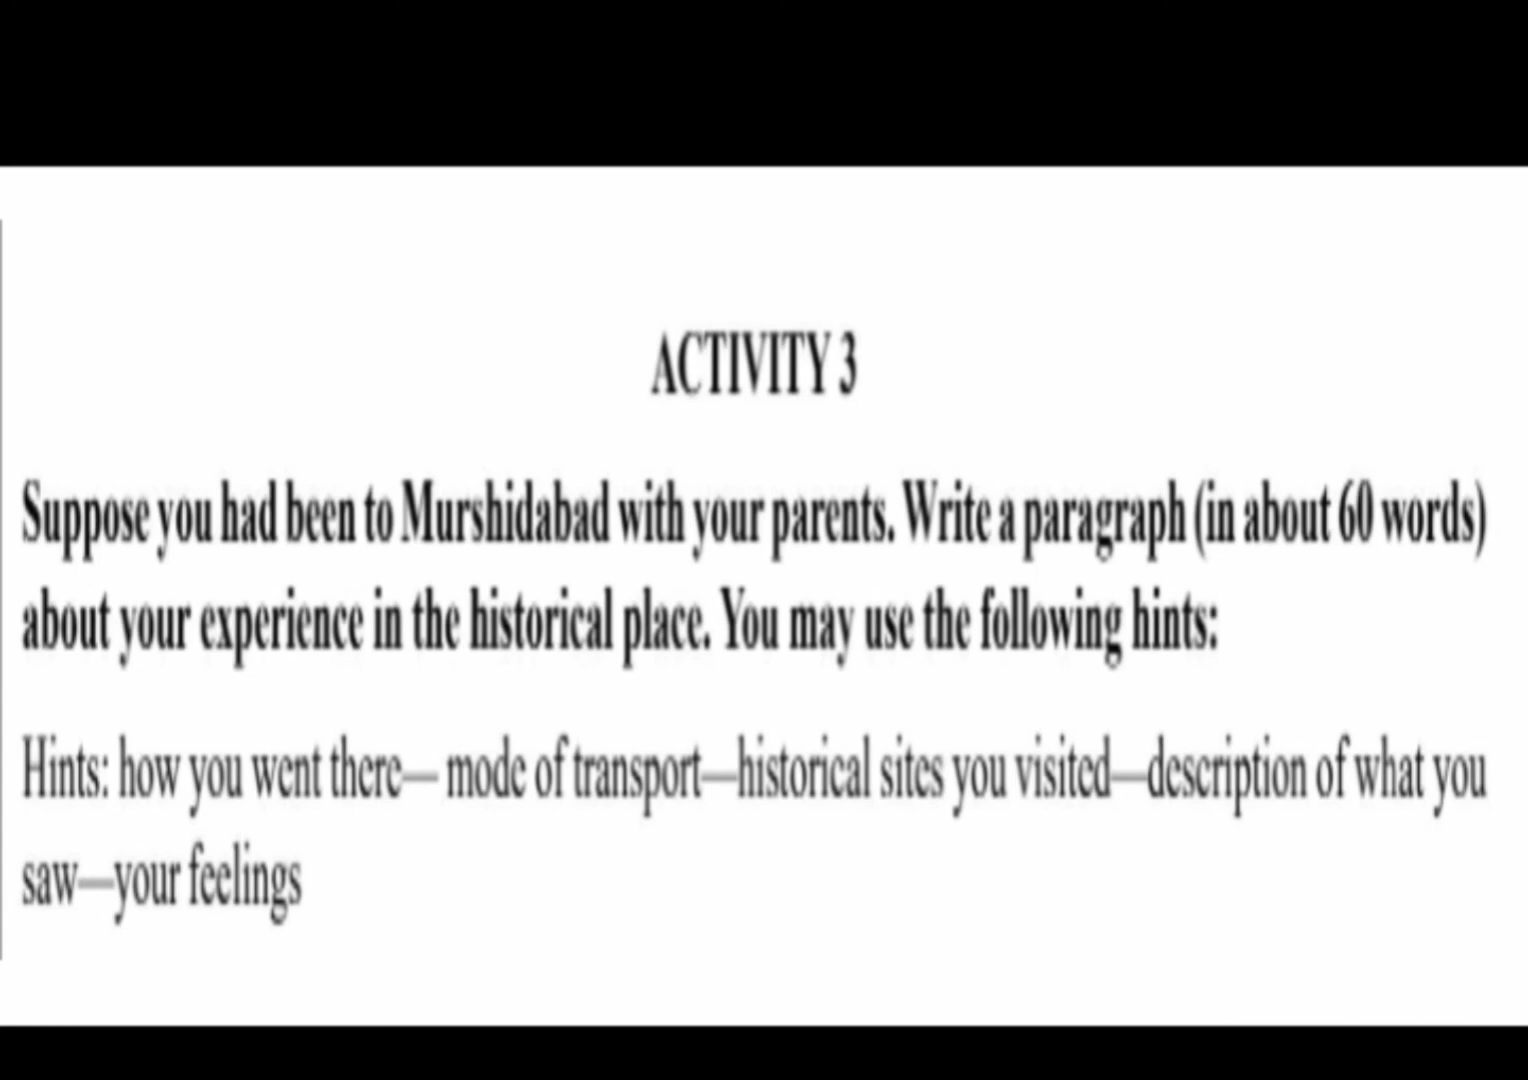 ACTIVITY 3
Suppose you had been to Murshidabad with your parents. Write a paragraph (in about 60 words)
about your experience in the historical place. You may use the following hints:
Hints: how you went there— mode of transport—historical sites you visited—description of what you
saw—your feelings